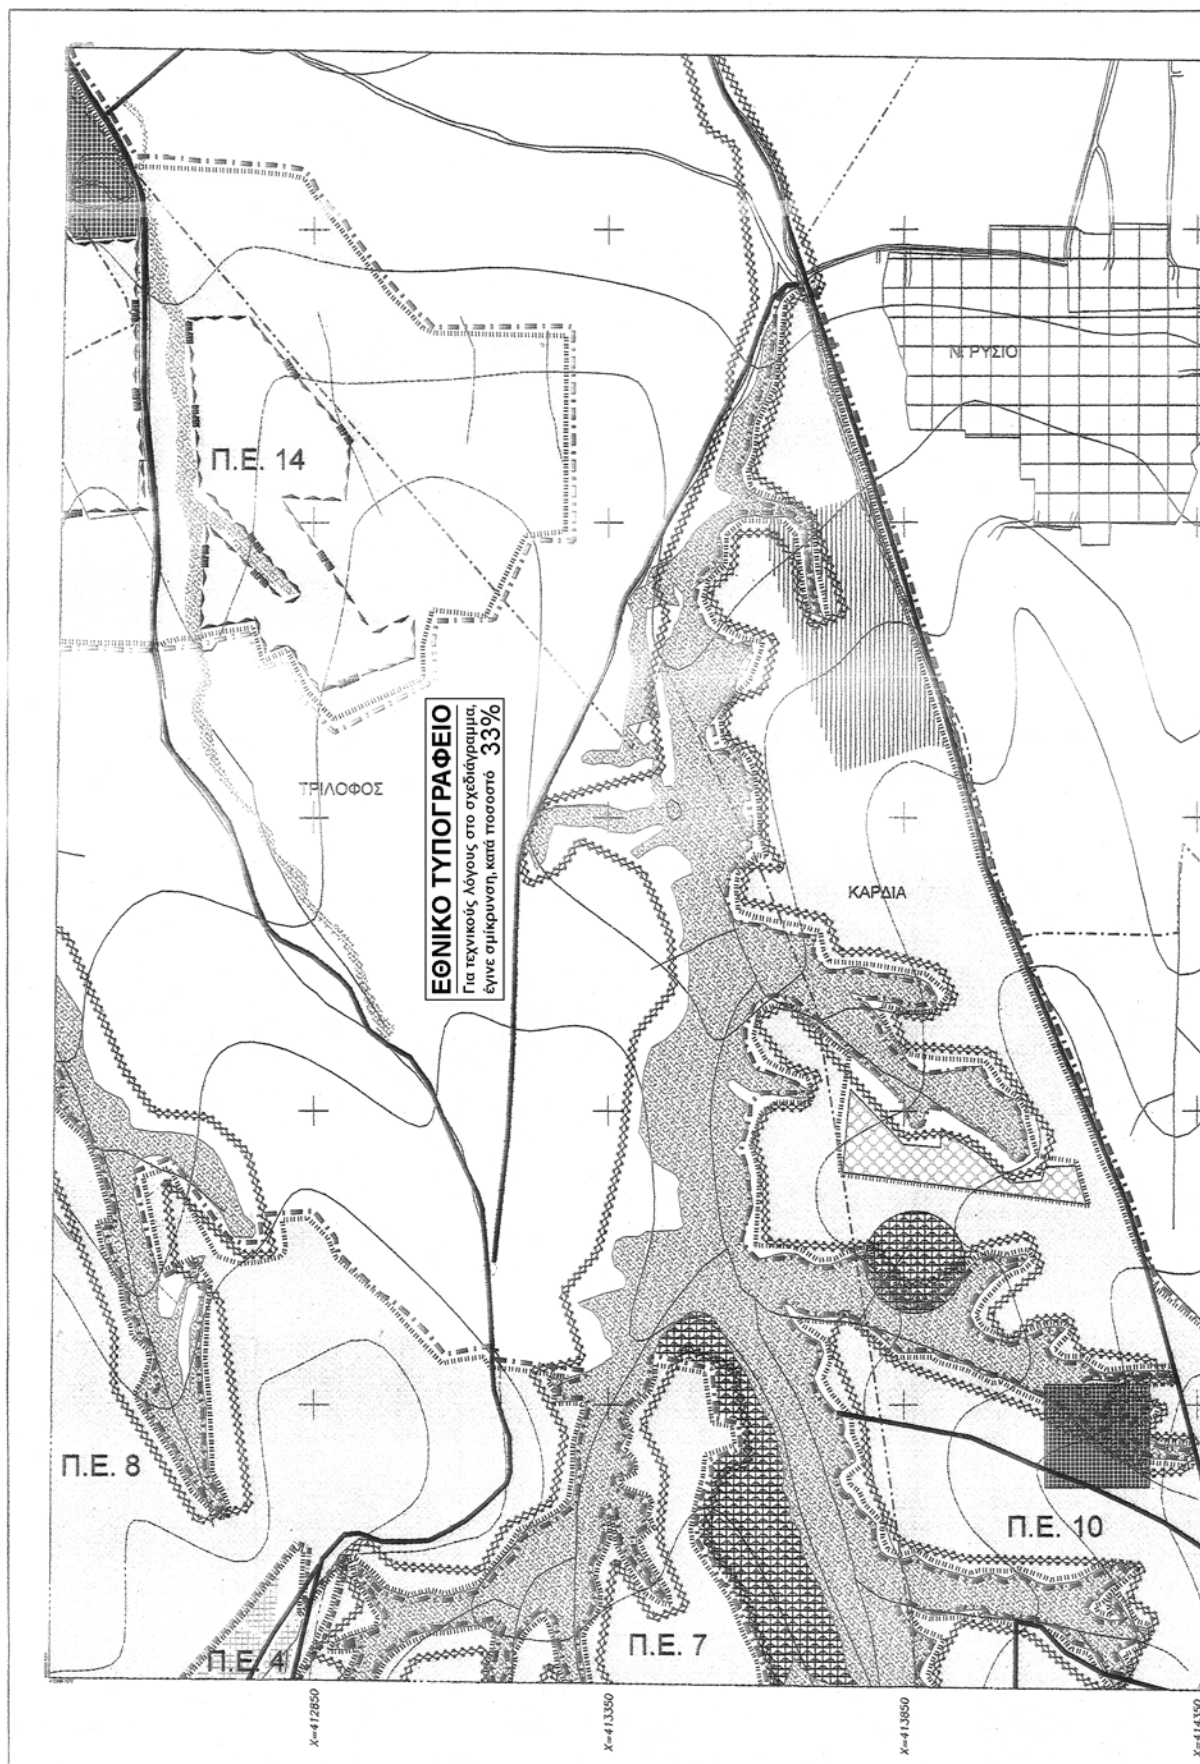 Ν. ΡΥΣΙΟ
Π.Ε. 14
ΕΘΝΙΚΟ ΤΥΠΟΓΡΑΦΕΙΟ
Για τεχνικούς λόγους στο σχεδιάγραμμα,
έγινε σμίκρυνση, κατά ποσοστό 33%
ΤΡΙΛΟΦΟΣ
ΚΑΡΔΙΑ
Π.Ε. 8
Π.Ε. 10
Π.Ε. 7
Π.Ε. 4
X=412850
X=413350
X=413850
X=414350